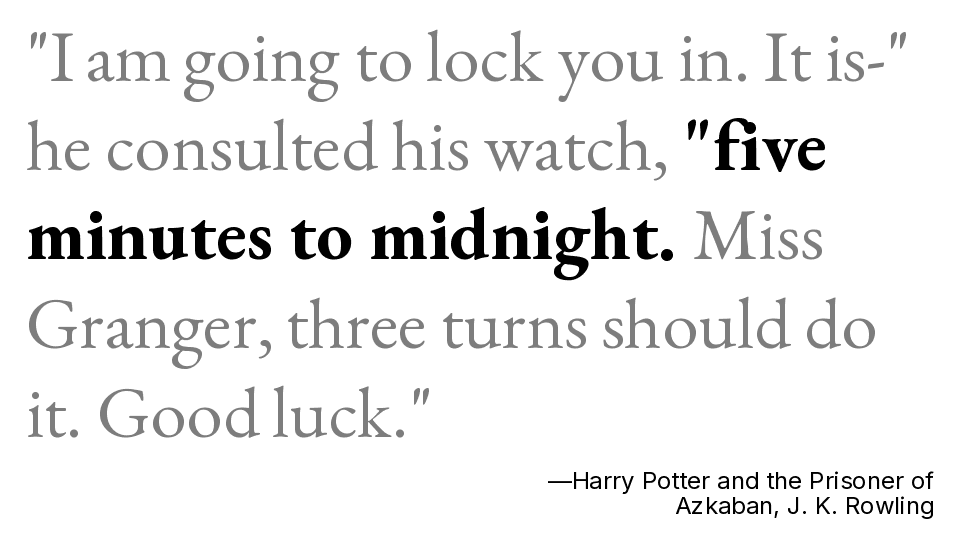 "I am going to lock you in. It is-"
he consulted his watch, "five
minutes to midnight. Miss
Granger, three turns should do
it. Good luck."
—Harry Potter and the Prisoner of
Azkaban, J. K. Rowling